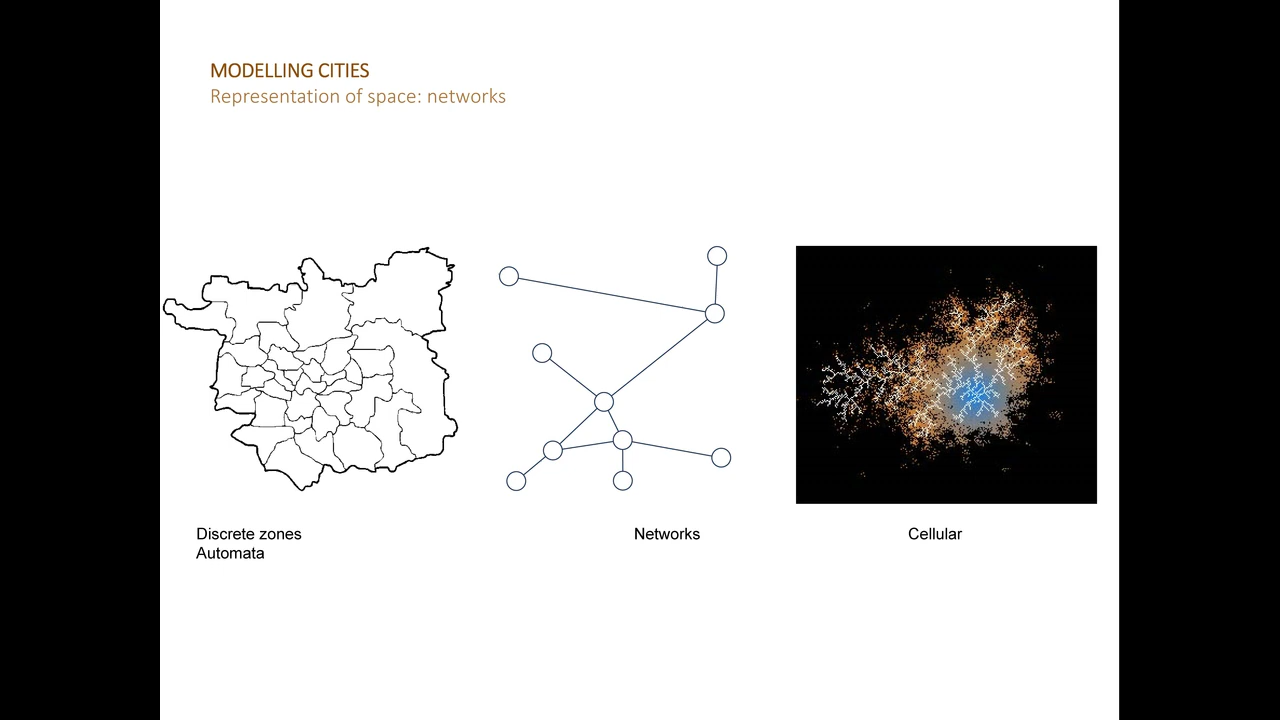 MODELLING CITIES
Representation of space: networks
Discrete zones
Automata
Networks
Cellular